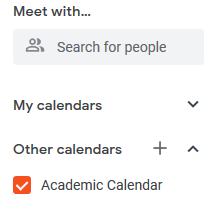 Meet with...
Search for people
My calendars
Other calendars
Academic Calendar